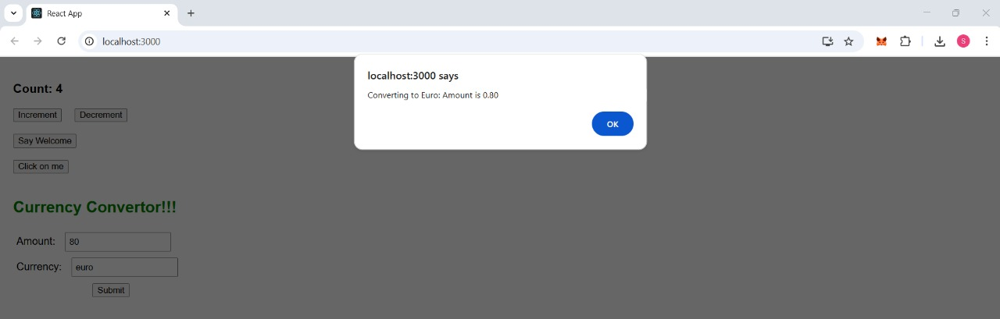 React App
localhost:3000
S
localhost:3000 says
Converting to Euro: Amount is 0.80
OK
Count: 4
Increment Decrement
Say Welcome
Click on me
Currency Convertor!!!
Amount: 80
Currency: euro
Submit